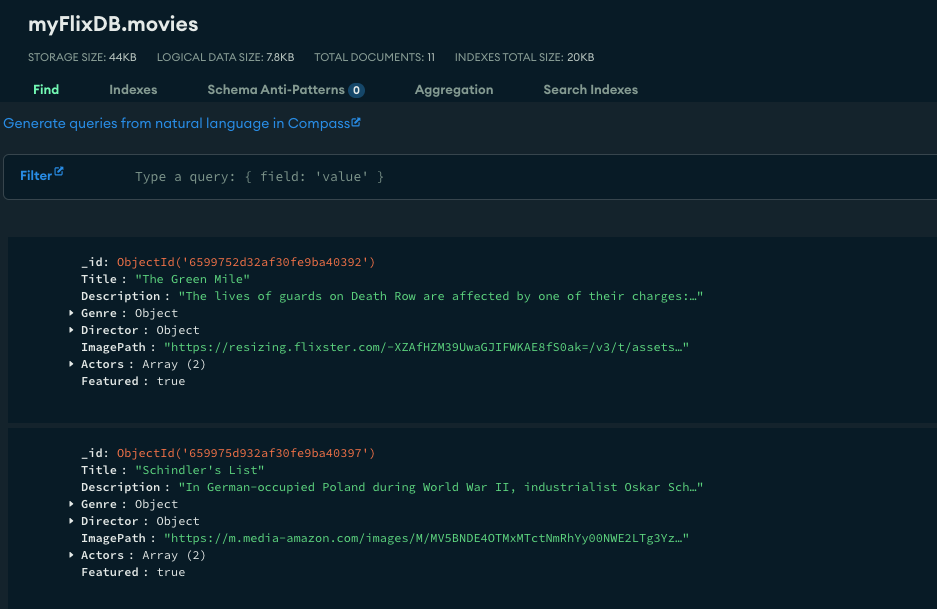 myFlixDB.movies
STORAGE SIZE: 44KB LOGICAL DATA SIZE: 7.8KB TOTAL DOCUMENTS: 11 INDEXES TOTAL SIZE: 20KB
Find Indexes Schema Anti-Patterns 0 Aggregation Search Indexes
Generate queries from natural language in Compass
Filter Type a query: { field: 'value' }
_id: ObjectId('6599752d32af30fe9ba40392')
Title : "The Green Mile"
Description : "The lives of guards on Death Row are affected by one of their charges:…"
Genre : Object
Director : Object
ImagePath : "https://resizing.flixster.com/-XZAfHZM39UwaGJIFWKAE8fS0ak=/v3/t/assets…"
Actors : Array (2)
Featured : true
_id: ObjectId('659975d932af30fe9ba40397')
Title : "Schindler's List"
Description : "In German-occupied Poland during World War II, industrialist Oskar Sch…"
Genre : Object
Director : Object
ImagePath : "https://m.media-amazon.com/images/M/MV5BNDE4OTMxMTctNmRhYy00NWE2LTg3Yz…"
Actors : Array (2)
Featured : true